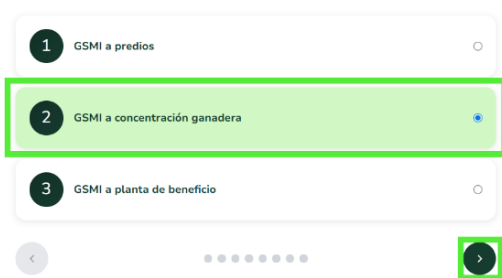 1 GSMI a predios
2 GSMI a concentración ganadera
3 GSMI a planta de beneficio